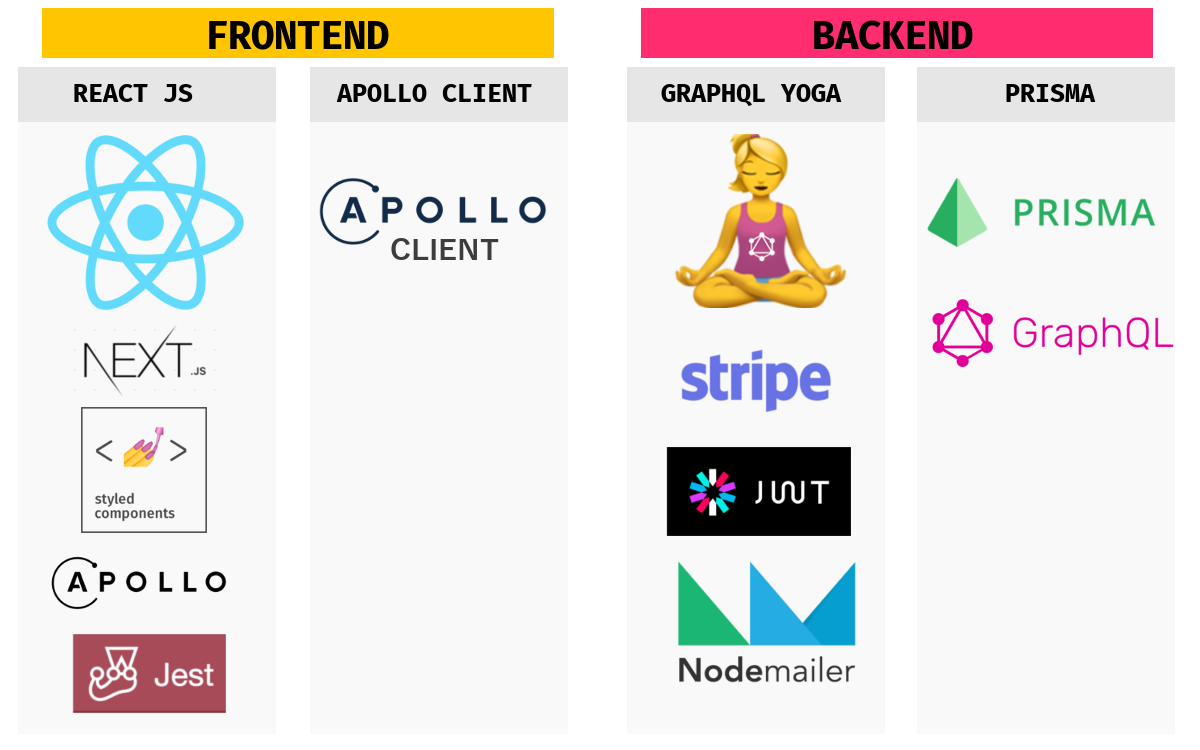 FRONTEND
REACT JS
NEXT.JS
< >
styled
components
APOLLO
Jest
APOLLO CLIENT
APOLLO
CLIENT
BACKEND
GRAPHQL YOGA
stripe
JWT
Nodemailer
PRISMA
PRISMA
GraphQL